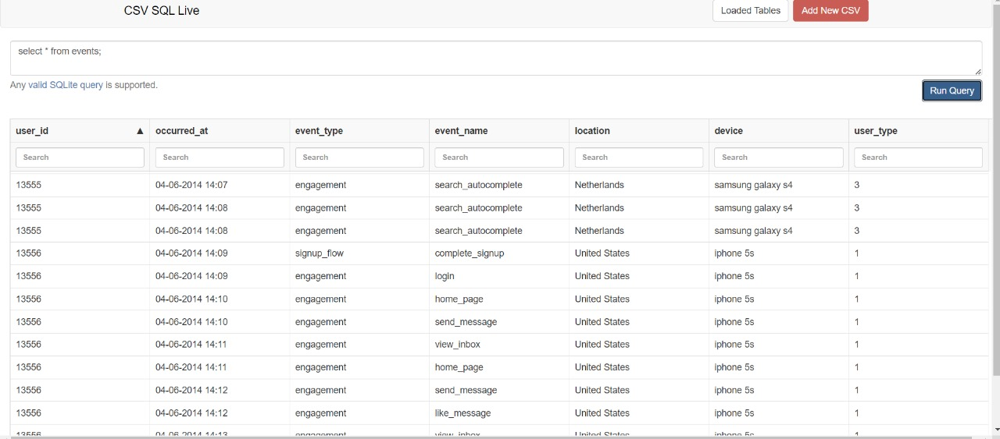 CSV SQL Live Loaded Tables Add New CSV
select * from events;
Any valid SQLite query is supported.
Run Query
user_id ▲ occurred_at event_type event_name location device user_type
Search Search Search Search Search Search Search
13555 04-06-2014 14:07 engagement search_autocomplete Netherlands samsung galaxy s4 3
13555 04-06-2014 14:08 engagement search_autocomplete Netherlands samsung galaxy s4 3
13555 04-06-2014 14:08 engagement search_autocomplete Netherlands samsung galaxy s4 3
13556 04-06-2014 14:09 signup_flow complete_signup United States iphone 5s 1
13556 04-06-2014 14:09 engagement login United States iphone 5s 1
13556 04-06-2014 14:10 engagement home_page United States iphone 5s 1
13556 04-06-2014 14:10 engagement send_message United States iphone 5s 1
13556 04-06-2014 14:11 engagement view_inbox United States iphone 5s 1
13556 04-06-2014 14:11 engagement home_page United States iphone 5s 1
13556 04-06-2014 14:12 engagement send_message United States iphone 5s 1
13556 04-06-2014 14:12 engagement like_message United States iphone 5s 1
13556 04-06-2014 14:13 engagement view_inbox United States iphone 5s 1